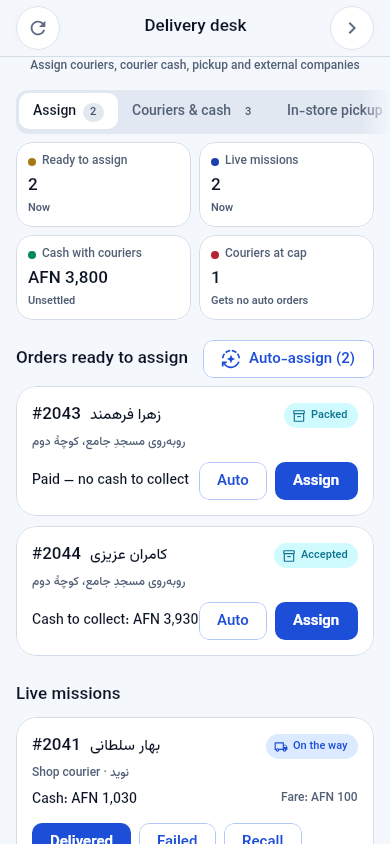 Delivery desk
Assign couriers, courier cash, pickup and external companies
Assign 2 Couriers & cash 3 In-store pickup
Ready to assign
2
Now
Live missions
2
Now
Cash with couriers
AFN 3,800
Unsettled
Couriers at cap
1
Gets no auto orders
Orders ready to assign Auto-assign (2)
#2043 زهرا فرهمند Packed
روبه‌روی مسجد جامع، کوچهٔ دوم
Paid — no cash to collect Auto Assign
#2044 کامران عزیزی Accepted
روبه‌روی مسجد جامع، کوچهٔ دوم
Cash to collect: AFN 3,930 Auto Assign
Live missions
#2041 بهار سلطانی On the way
Shop courier · نوید
Cash: AFN 1,030 Fare: AFN 100
Delivered Failed Recall